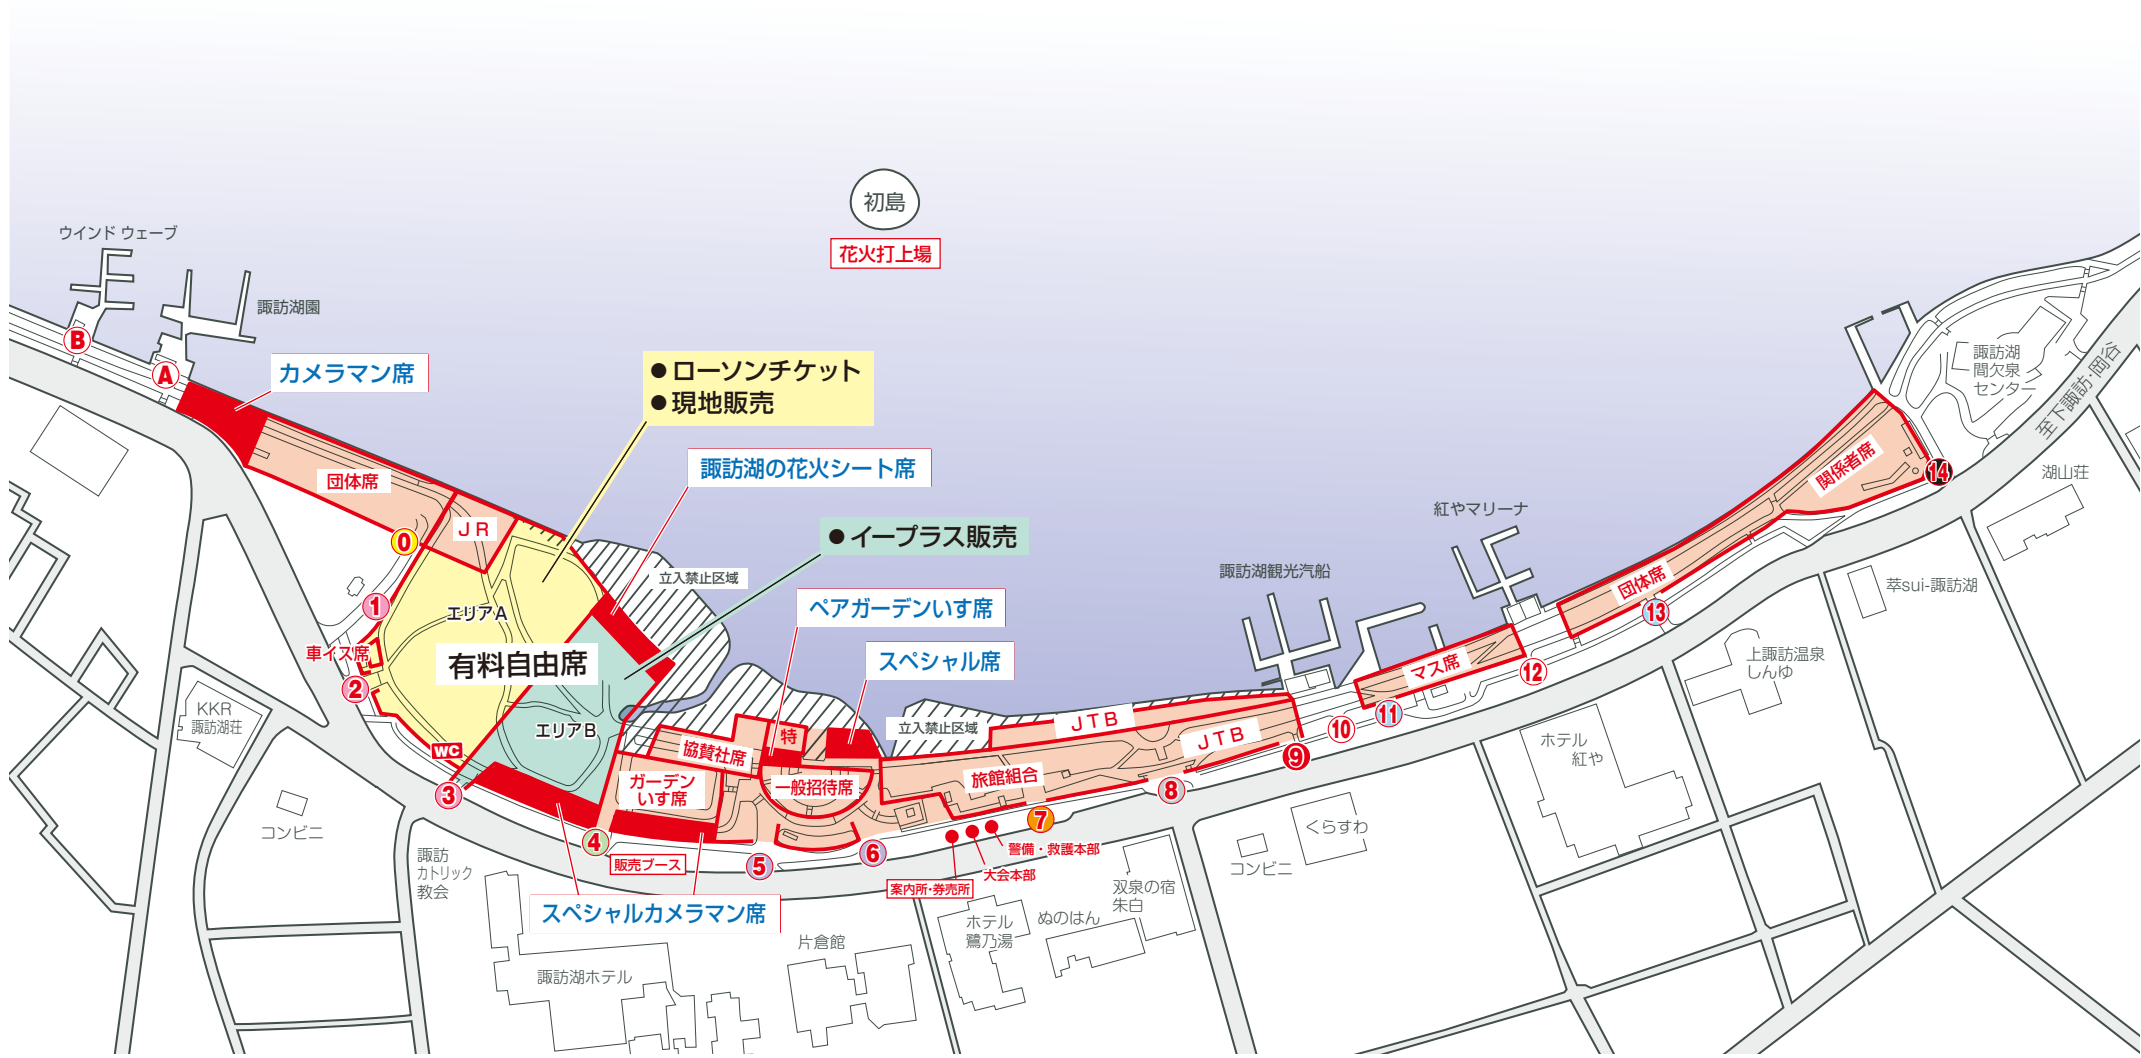 初島
花火打上場
ウインド ウェーブ
諏訪湖園
B
A
カメラマン席
●ローソンチケット
●現地販売
諏訪湖の花火シート席
●イープラス販売
団体席
JR
0
1
エリアA
車イス席
有料自由席
2
エリアB
WC
3
立入禁止区域
ペアガーデンいす席
スペシャル席
特
協賛社席
ガーデン
いす席
一般招待席
4
販売ブース
5
6
スペシャルカメラマン席
立入禁止区域
JTB
JTB
旅館組合
7
8
9
10
11
12
13
14
警備・救護本部
大会本部
案内所・券売所
諏訪湖観光汽船
紅やマリーナ
マス席
団体席
関係者席
諏訪湖
間欠泉
センター
至下諏訪・岡谷
湖山荘
萃sui-諏訪湖
上諏訪温泉
しんゆ
ホテル
紅や
くらすわ
コンビニ
双泉の宿
朱白
ぬのはん
ホテル
鷺乃湯
片倉館
諏訪湖ホテル
諏訪
カトリック
教会
コンビニ
KKR
諏訪湖荘